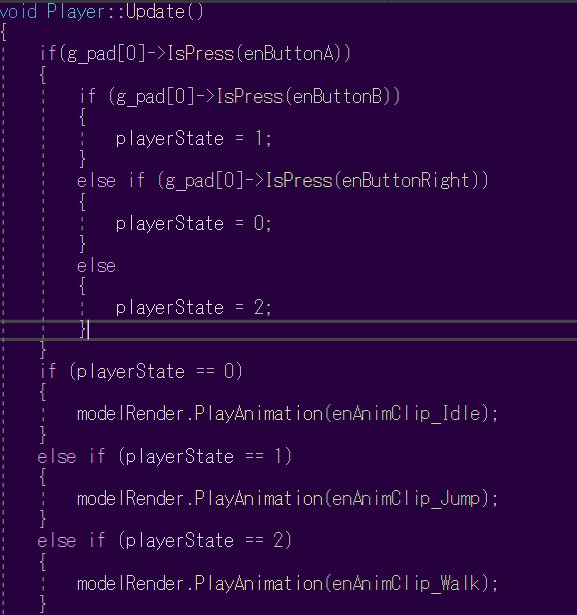 void Player::Update()
{
    if(g_pad[0]->IsPress(enButtonA))
    {
        if (g_pad[0]->IsPress(enButtonB))
        {
            playerState = 1;
        }
        else if (g_pad[0]->IsPress(enButtonRight))
        {
            playerState = 0;
        }
        else
        {
            playerState = 2;
        }
    }
    if (playerState == 0)
    {
        modelRender.PlayAnimation(enAnimClip_Idle);
    }
    else if (playerState == 1)
    {
        modelRender.PlayAnimation(enAnimClip_Jump);
    }
    else if (playerState == 2)
    {
        modelRender.PlayAnimation(enAnimClip_Walk);
    }